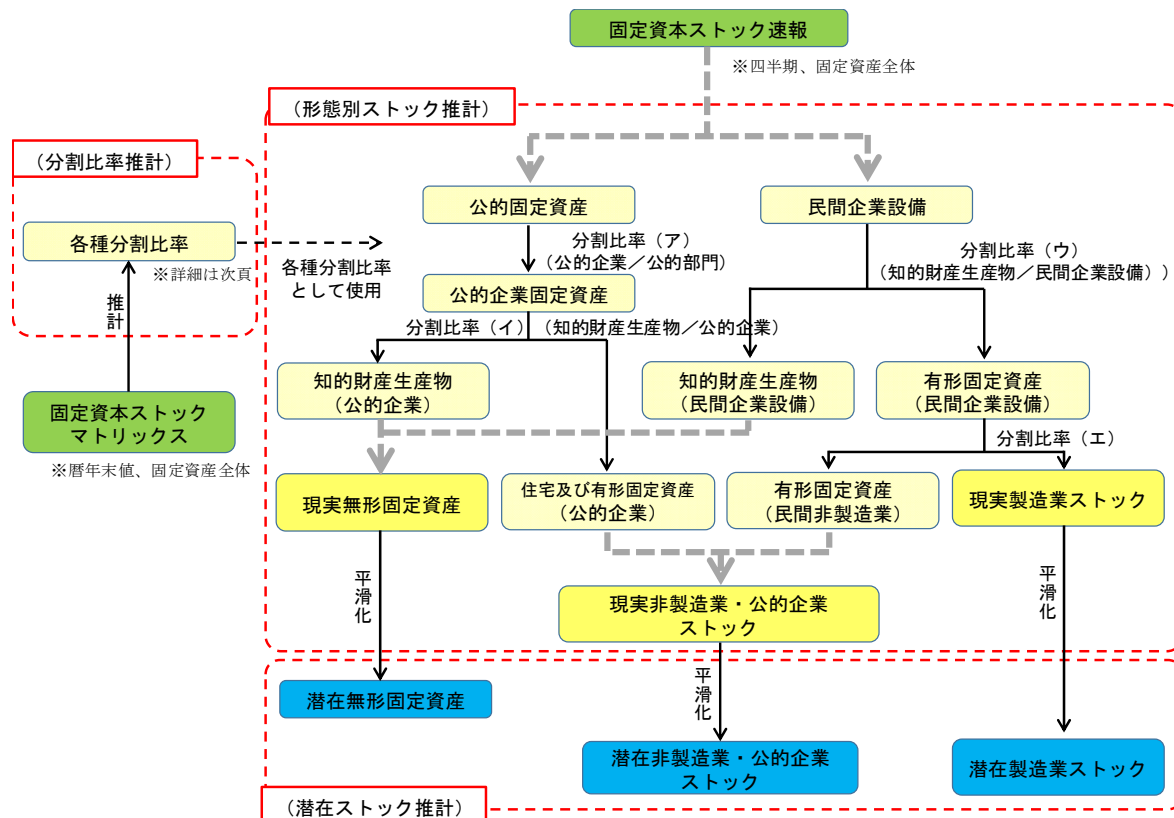 固定資本ストック速報
※四半期、固定資産全体
（形態別ストック推計）
（分割比率推計）
公的固定資産
民間企業設備
各種分割比率
※詳細は次頁
各種分割比率
として使用
分割比率（ア）
（公的企業／公的部門）
分割比率（ウ）
（知的財産生産物／民間企業設備））
推計
公的企業固定資産
分割比率（イ）（知的財産生産物／公的企業）
知的財産生産物
（公的企業）
知的財産生産物
（民間企業設備）
有形固定資産
（民間企業設備）
固定資本ストック
マトリックス
※暦年末値、固定資産全体
分割比率（エ）
現実無形固定資産
住宅及び有形固定資産
（公的企業）
有形固定資産
（民間非製造業）
現実製造業ストック
平滑化
平滑化
現実非製造業・公的企業
ストック
平滑化
潜在無形固定資産
潜在非製造業・公的企業
ストック
潜在製造業ストック
（潜在ストック推計）